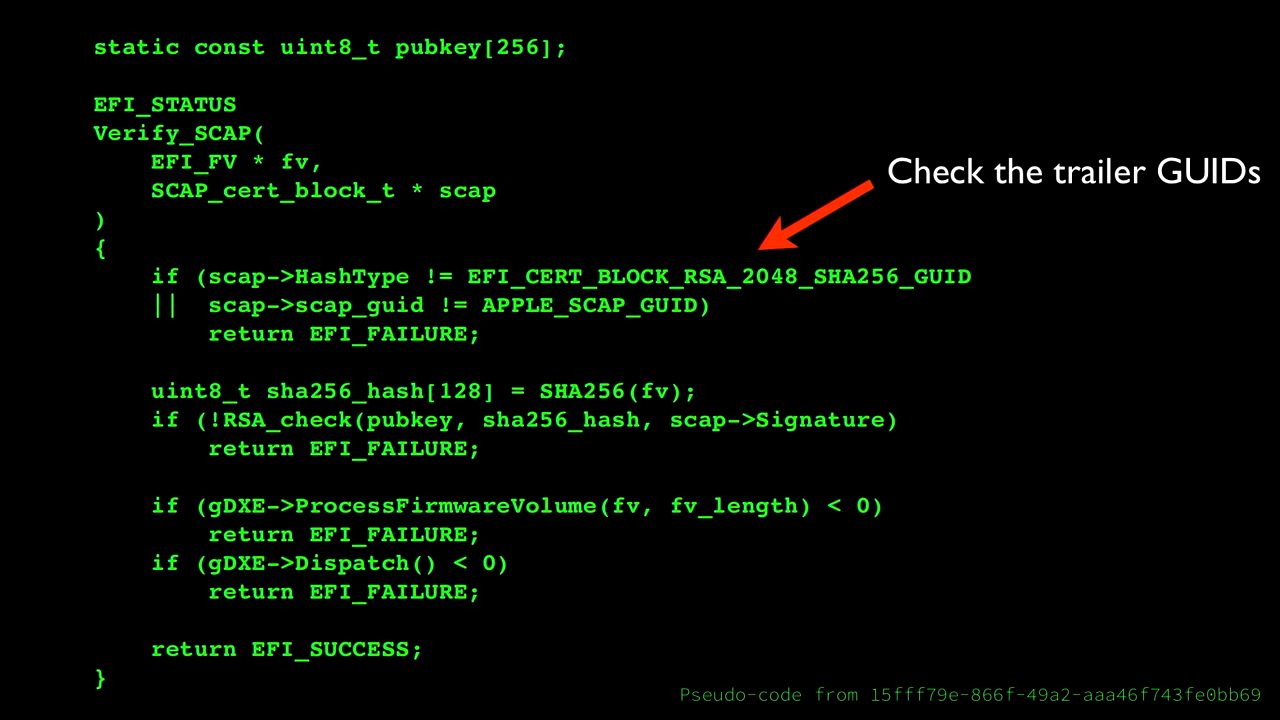 static const uint8_t pubkey[256];
EFI_STATUS
Verify_SCAP(
    EFI_FV * fv,
    SCAP_cert_block_t * scap
)
{
    if (scap->HashType != EFI_CERT_BLOCK_RSA_2048_SHA256_GUID
    ||  scap->scap_guid != APPLE_SCAP_GUID)
        return EFI_FAILURE;
    uint8_t sha256_hash[128] = SHA256(fv);
    if (!RSA_check(pubkey, sha256_hash, scap->Signature)
        return EFI_FAILURE;
    if (gDXE->ProcessFirmwareVolume(fv, fv_length) < 0)
        return EFI_FAILURE;
    if (gDXE->Dispatch() < 0)
        return EFI_FAILURE;
    return EFI_SUCCESS;
}
Check the trailer GUIDs
Pseudo-code from 15fff79e-866f-49a2-aaa46f743fe0bb69